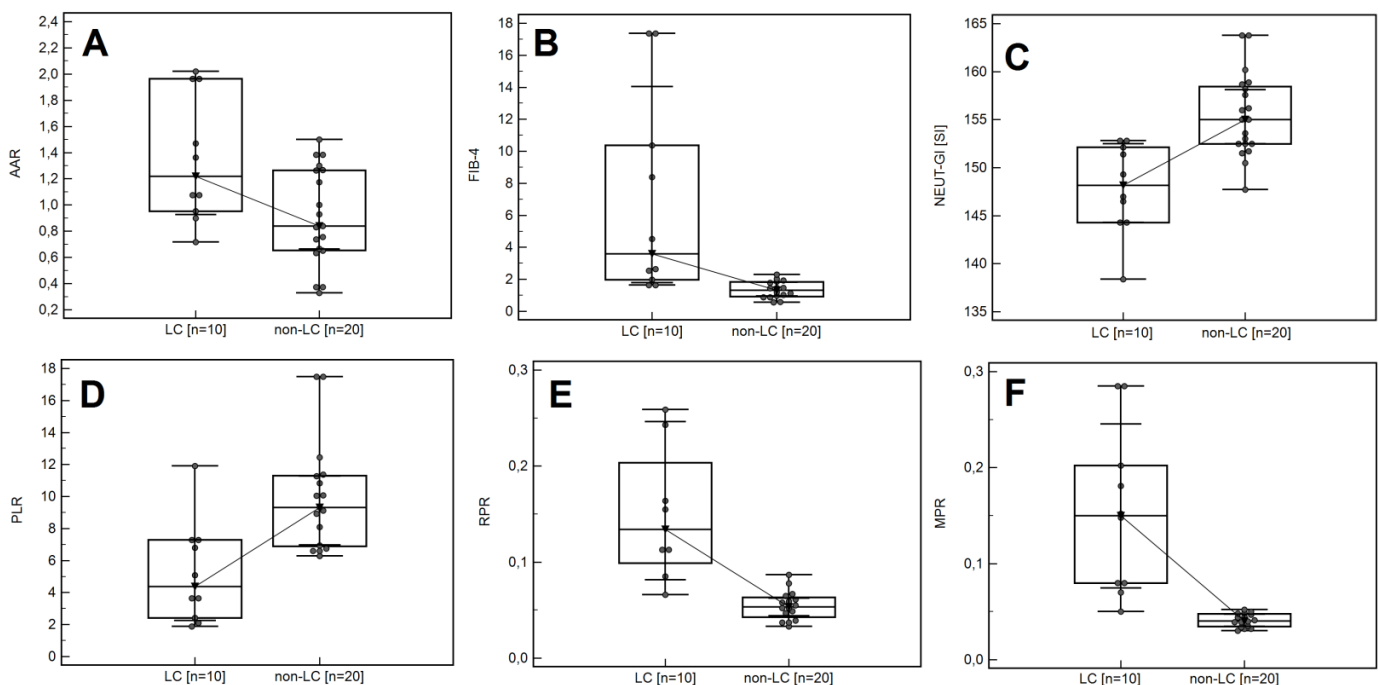 A
AAR
2,4
2,2
2,0
1,8
1,6
1,4
1,2
1,0
0,8
0,6
0,4
0,2
LC [n=10] non-LC [n=20]
B
FIB-4
18
16
14
12
10
8
6
4
2
0
LC [n=10] non-LC [n=20]
C
NEUT-GI [SI]
165
160
155
150
145
140
135
LC [n=10] non-LC [n=20]
D
PLR
18
16
14
12
10
8
6
4
2
0
LC [n=10] non-LC [n=20]
E
RPR
0,3
0,2
0,1
0,0
LC [n=10] non-LC [n=20]
F
MPR
0,3
0,2
0,1
0,0
LC [n=10] non-LC [n=20]